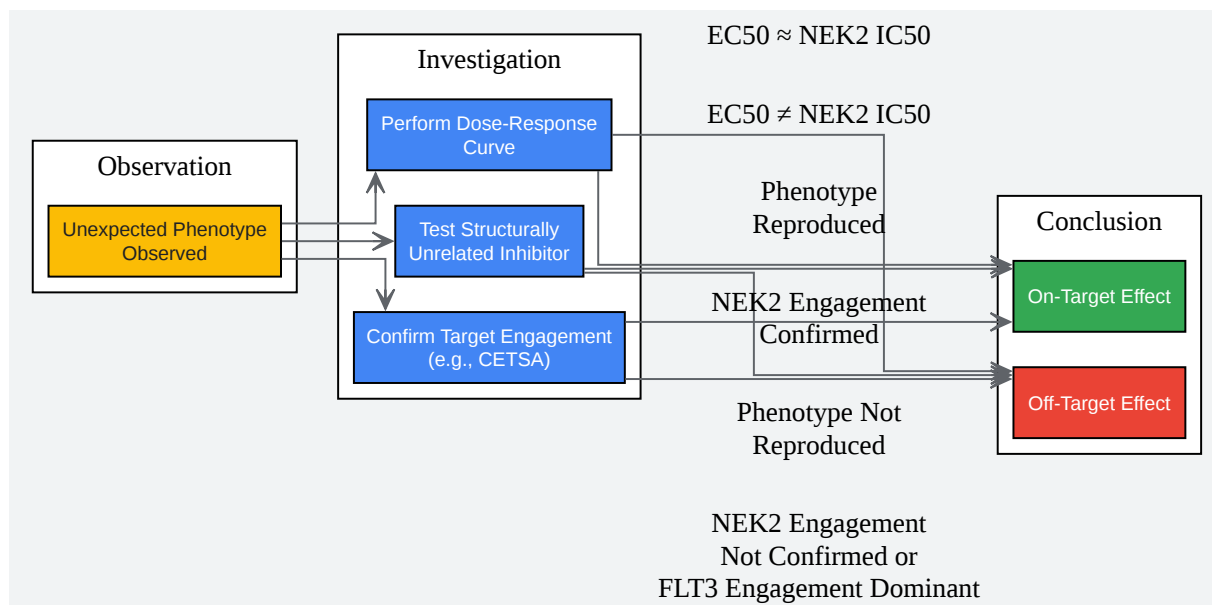 Observation
Unexpected Phenotype
Observed
Investigation
Perform Dose-Response
Curve
Test Structurally
Unrelated Inhibitor
Confirm Target Engagement
(e.g., CETSA)
EC50 ≈ NEK2 IC50
EC50 ≠ NEK2 IC50
Phenotype
Reproduced
NEK2 Engagement
Confirmed
Phenotype Not
Reproduced
NEK2 Engagement
Not Confirmed or
FLT3 Engagement Dominant
Conclusion
On-Target Effect
Off-Target Effect